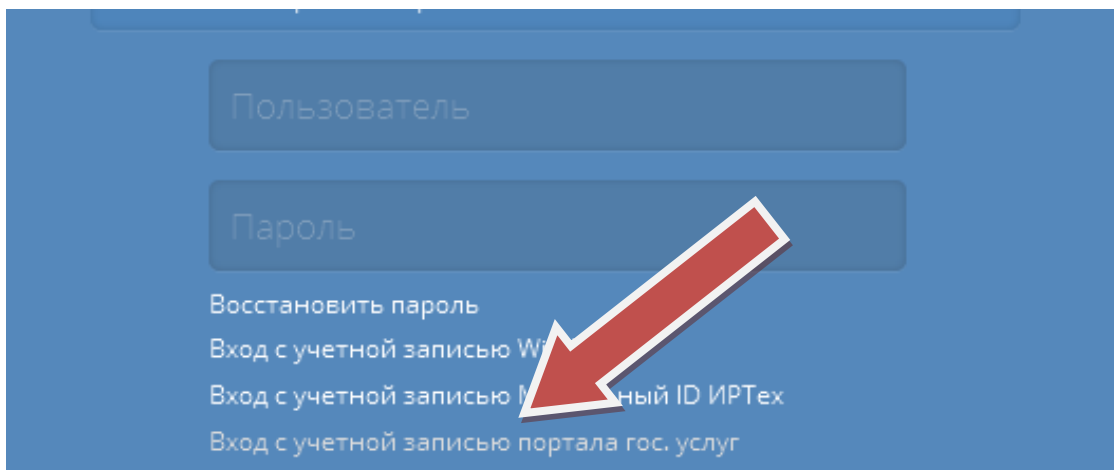 Пользователь
Пароль
Восстановить пароль
Вход с учетной записью
Вход с учетной записью ID ИРТех
Вход с учетной записью портала гос. услуг